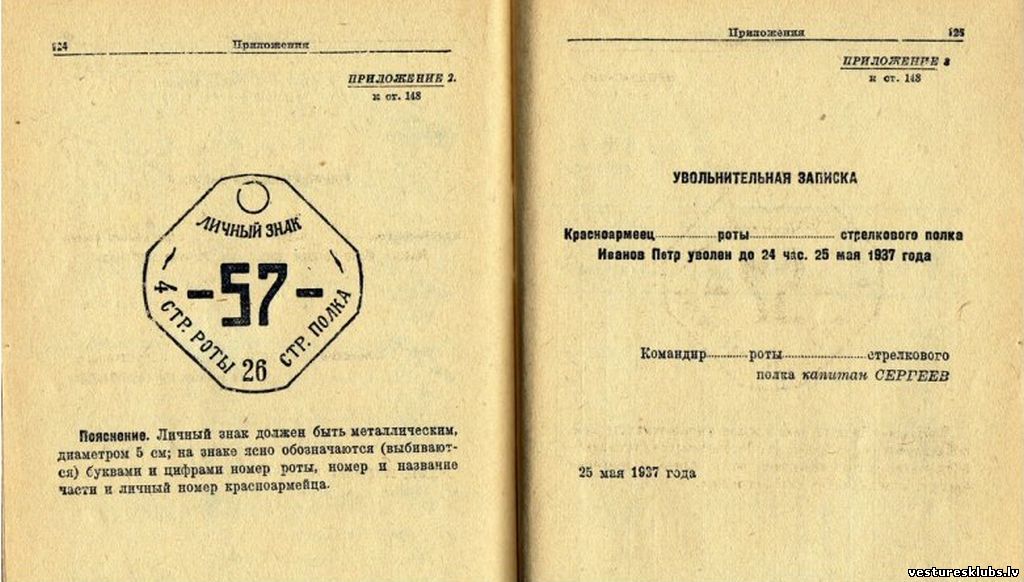 124 Приложения
ПРИЛОЖЕНИЕ 2.
к ст. 148
ЛИЧНЫЙ ЗНАК
-57-
4 СТР. РОТЫ 26 СТР. ПОЛКА
Пояснение. Личный знак должен быть металлическим,
диаметром 5 см; на знаке ясно обозначаются (выбивают-
ся) буквами и цифрами номер роты, номер и название
части и личный номер красноармейца.
Приложения 125
ПРИЛОЖЕНИЕ 3
к ст. 148
УВОЛЬНИТЕЛЬНАЯ ЗАПИСКА
Красноармеец............роты............ стрелкового полка
Иванов Петр уволен до 24 час. 25 мая 1937 года
Командир..........роты..........стрелкового
полка капитан СЕРГЕЕВ
25 мая 1937 года
vesturesklubs.lv